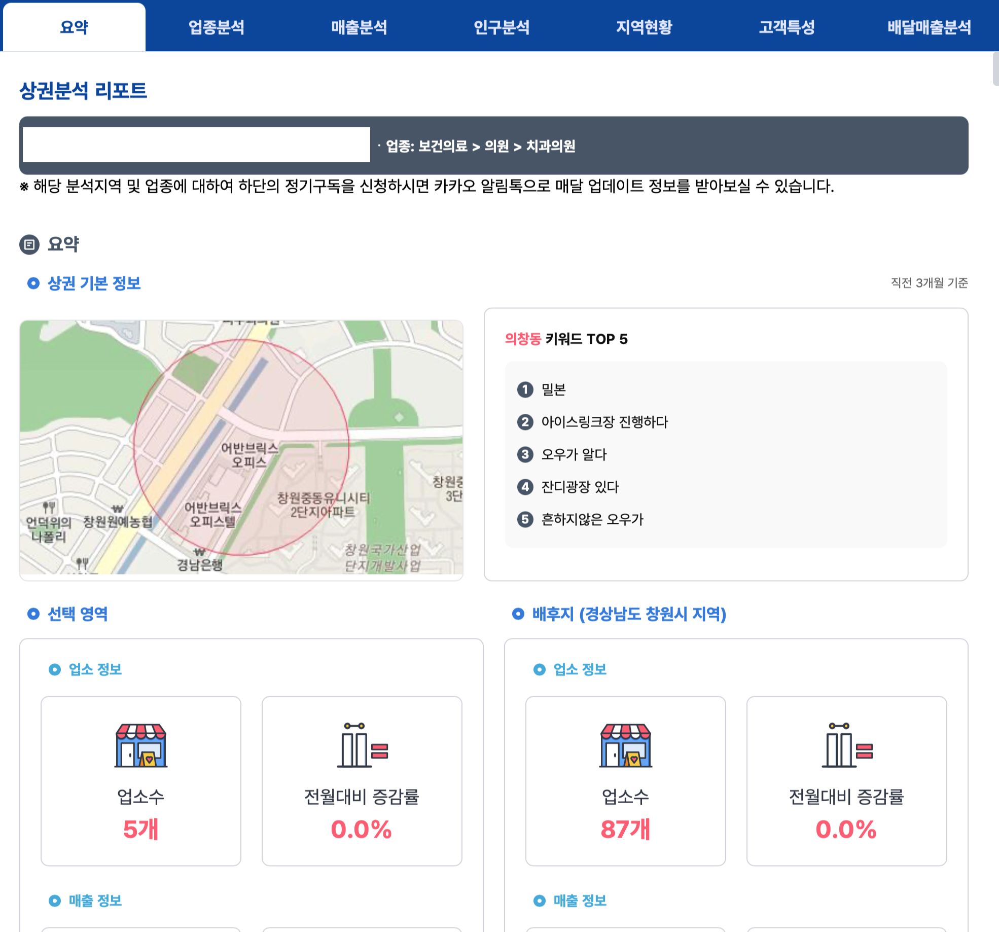 요약 업종분석 매출분석 인구분석 지역현황 고객특성 배달매출분석
상권분석 리포트
· 업종: 보건의료 > 의원 > 치과의원
※ 해당 분석지역 및 업종에 대하여 하단의 정기구독을 신청하시면 카카오 알림톡으로 매달 업데이트 정보를 받아보실 수 있습니다.
요약
상권 기본 정보
직전 3개월 기준
어반브릭스
오피스
창원중동유니시티
2단지아파트
어반브릭스
오피스텔
창원원예농협
언덕위의
나폴리
경남은행
창원국가산업
단지개발사업
창원중
3단
의창동 키워드 TOP 5
1 밀본
2 아이스링크장 진행하다
3 오우가 알다
4 잔디광장 있다
5 흔하지않은 오우가
선택 영역
업소 정보
업소수
5개
전월대비 증감률
0.0%
매출 정보
배후지 (경상남도 창원시 지역)
업소 정보
업소수
87개
전월대비 증감률
0.0%
매출 정보